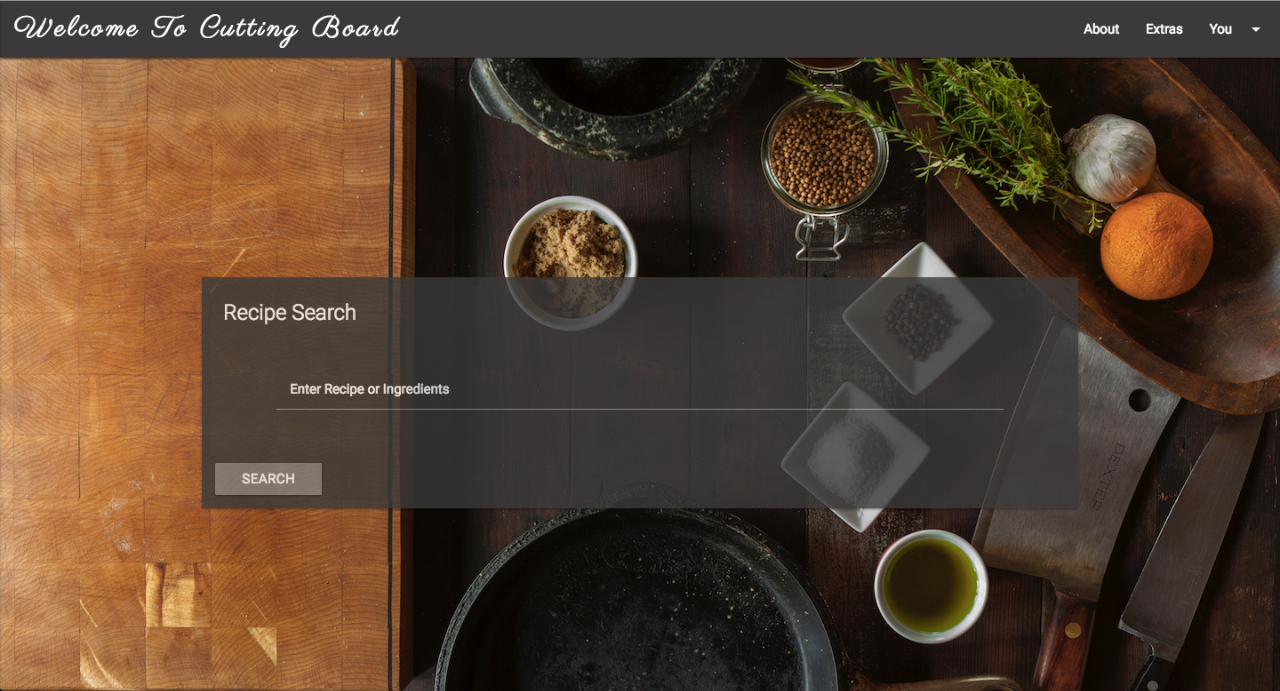 Welcome To Cutting Board
About
Extras
You
Recipe Search
Enter Recipe or Ingredients
SEARCH
DEXTER